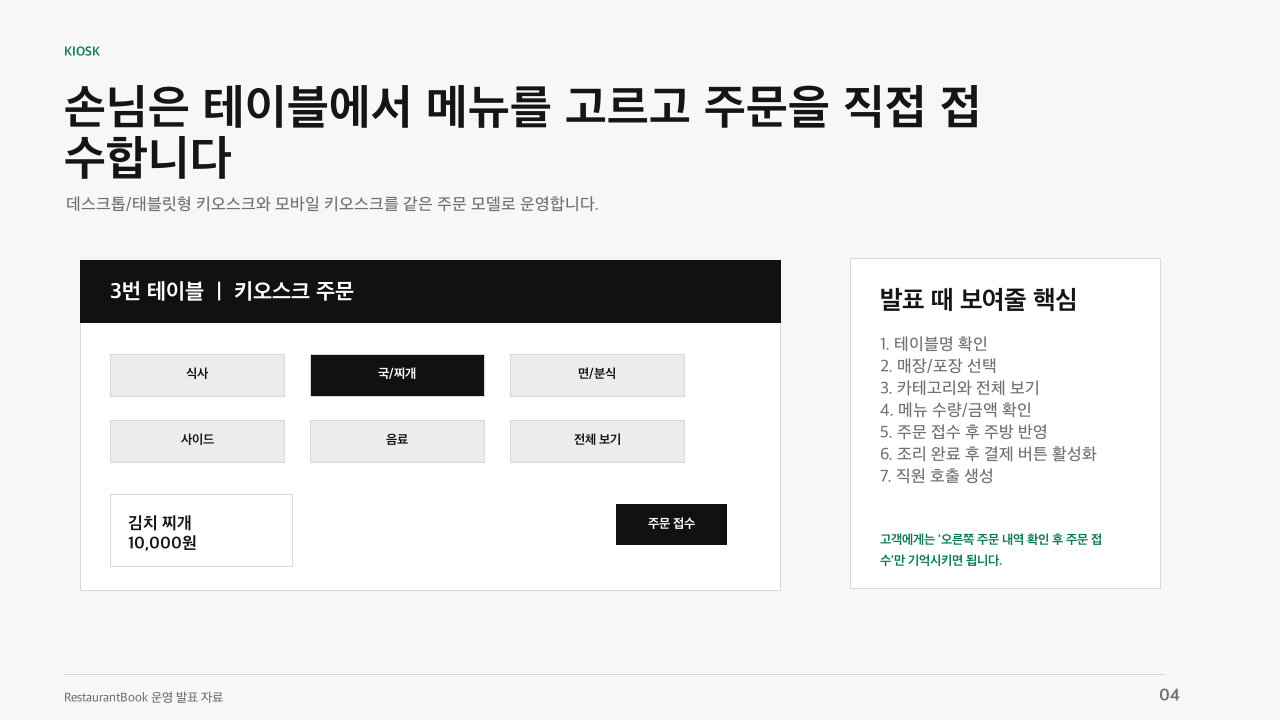 KIOSK
손님은 테이블에서 메뉴를 고르고 주문을 직접 접
수합니다
데스크톱/태블릿형 키오스크와 모바일 키오스크를 같은 주문 모델로 운영합니다.
3번 테이블 | 키오스크 주문
식사
국/찌개
면/분식
사이드
음료
전체 보기
김치 찌개
10,000원
주문 접수
발표 때 보여줄 핵심
1. 테이블명 확인
2. 매장/포장 선택
3. 카테고리와 전체 보기
4. 메뉴 수량/금액 확인
5. 주문 접수 후 주방 반영
6. 조리 완료 후 결제 버튼 활성화
7. 직원 호출 생성
고객에게는 '오른쪽 주문 내역 확인 후 주문 접
수'만 기억시키면 됩니다.
RestaurantBook 운영 발표 자료
04